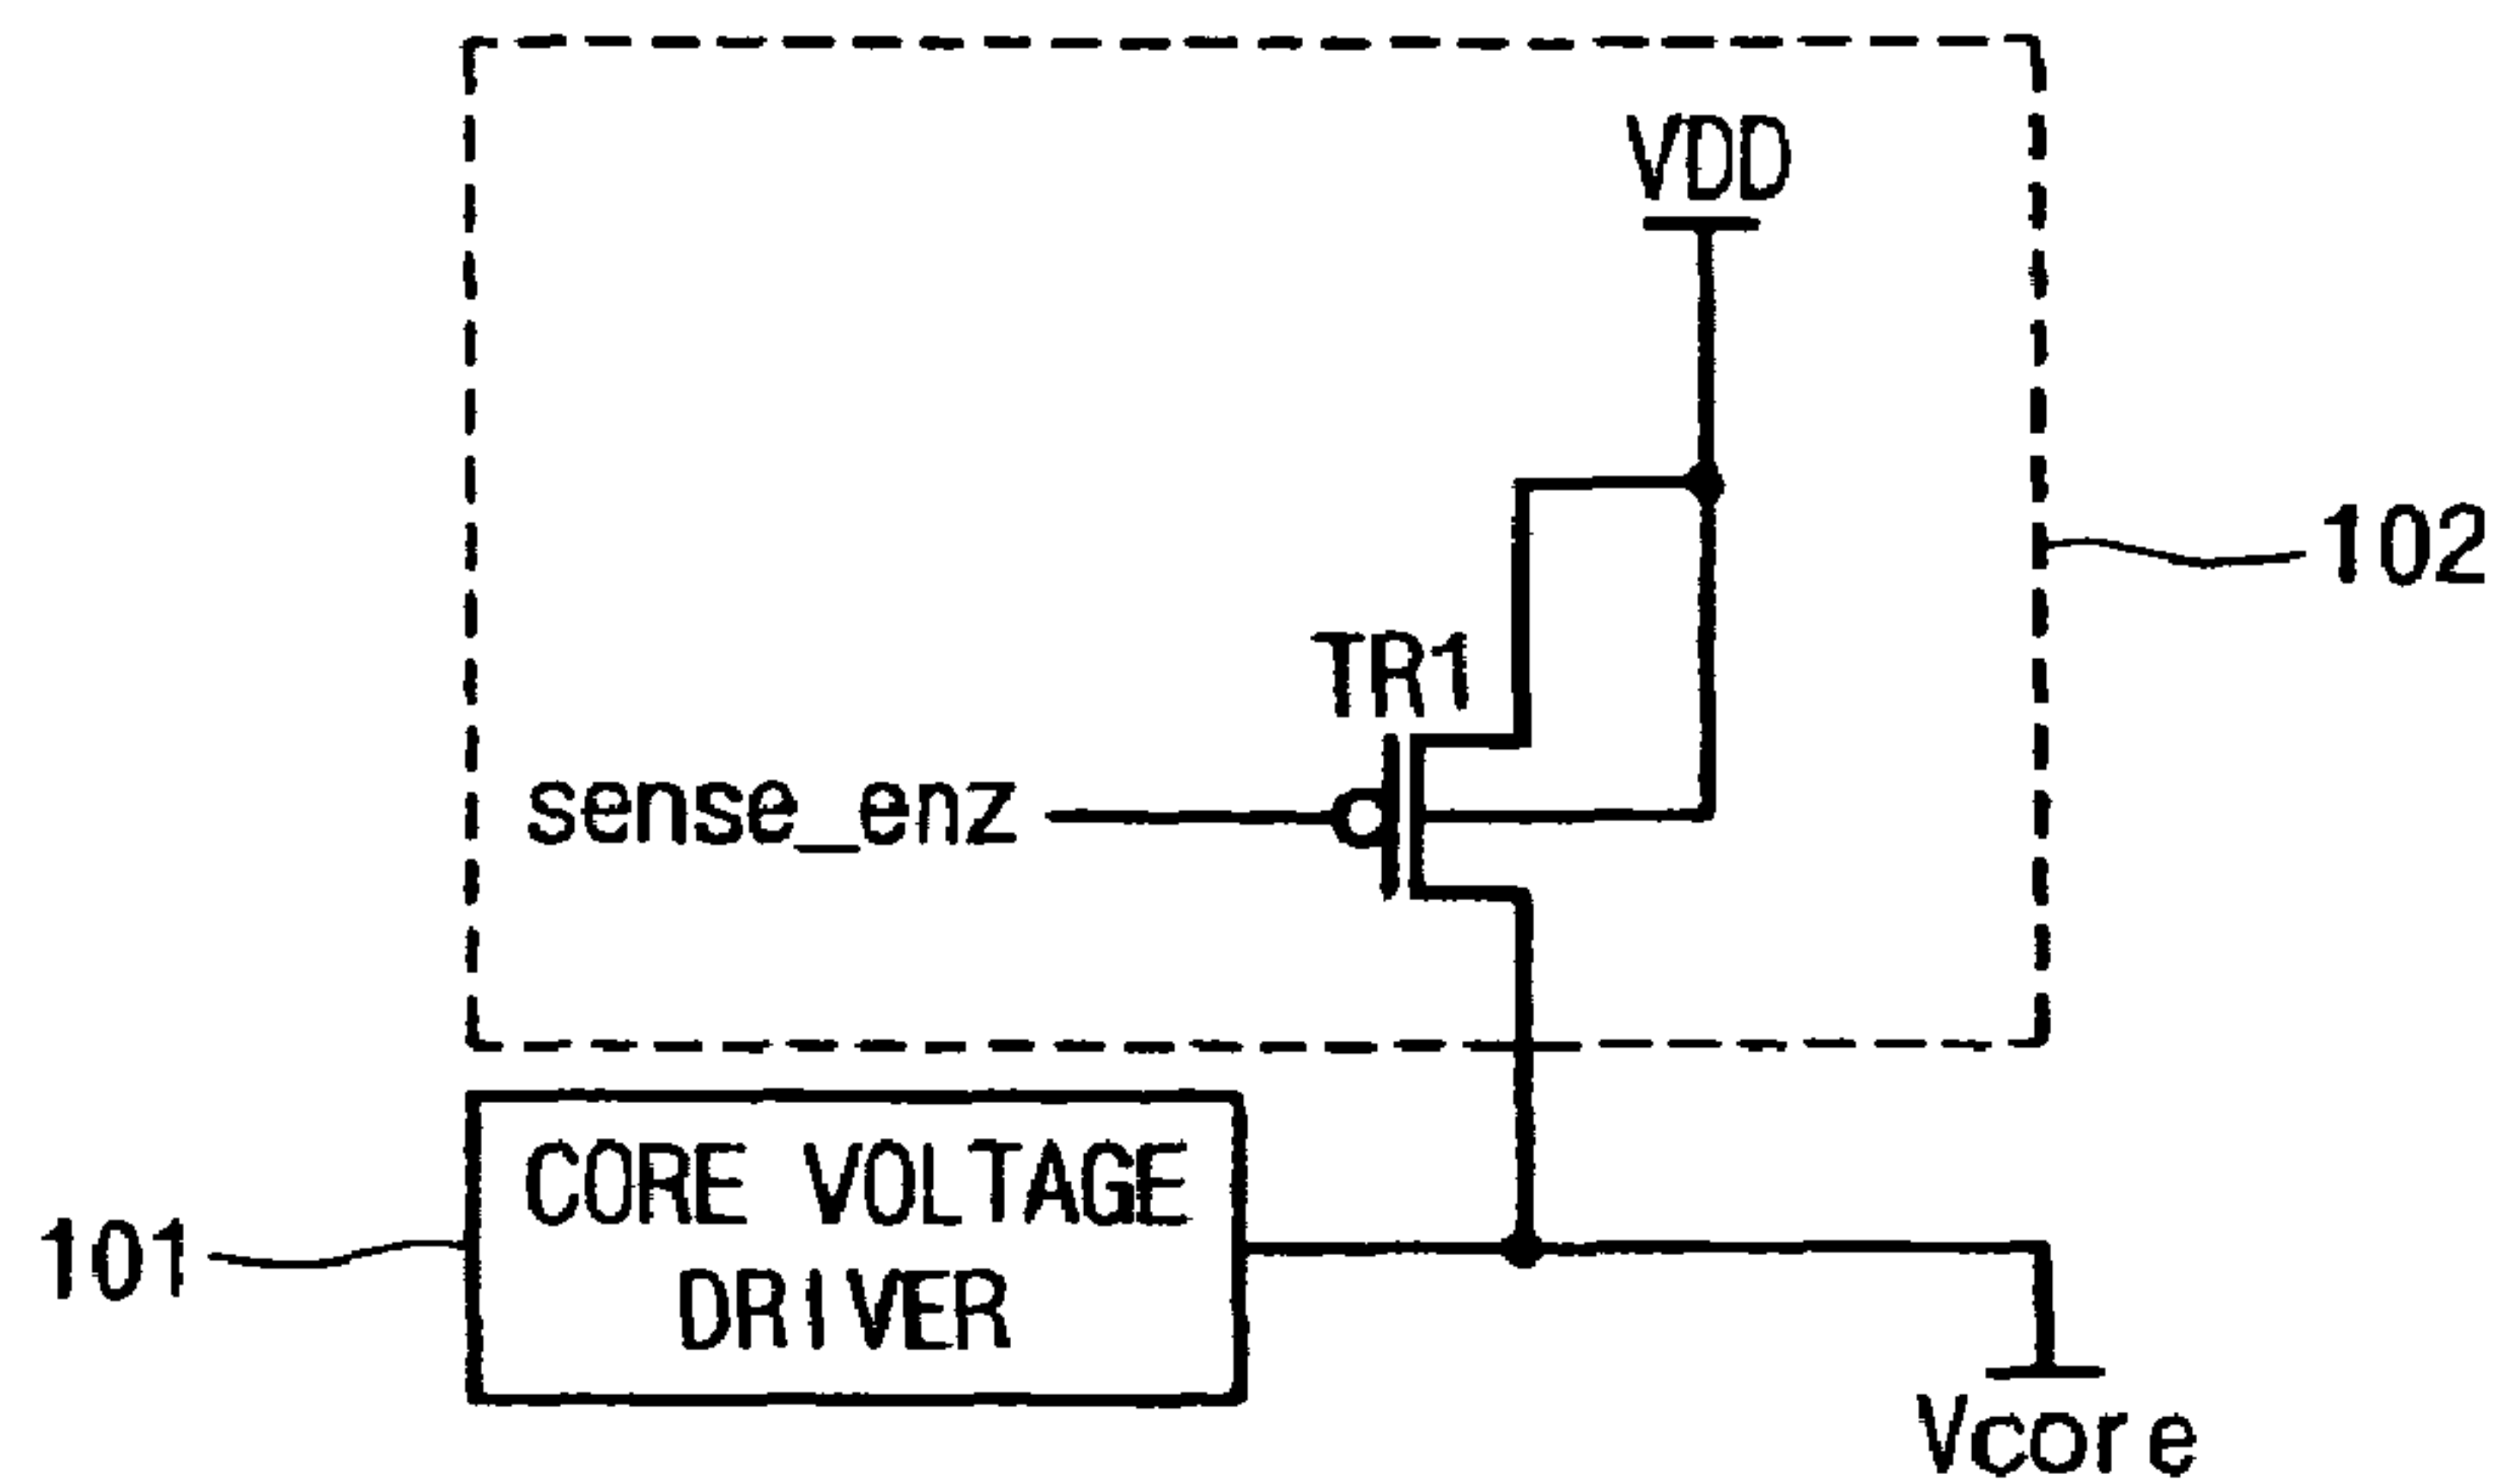 VDD
102
TR1
sense_enz
CORE VOLTAGE
DRIVER
101
Vcore